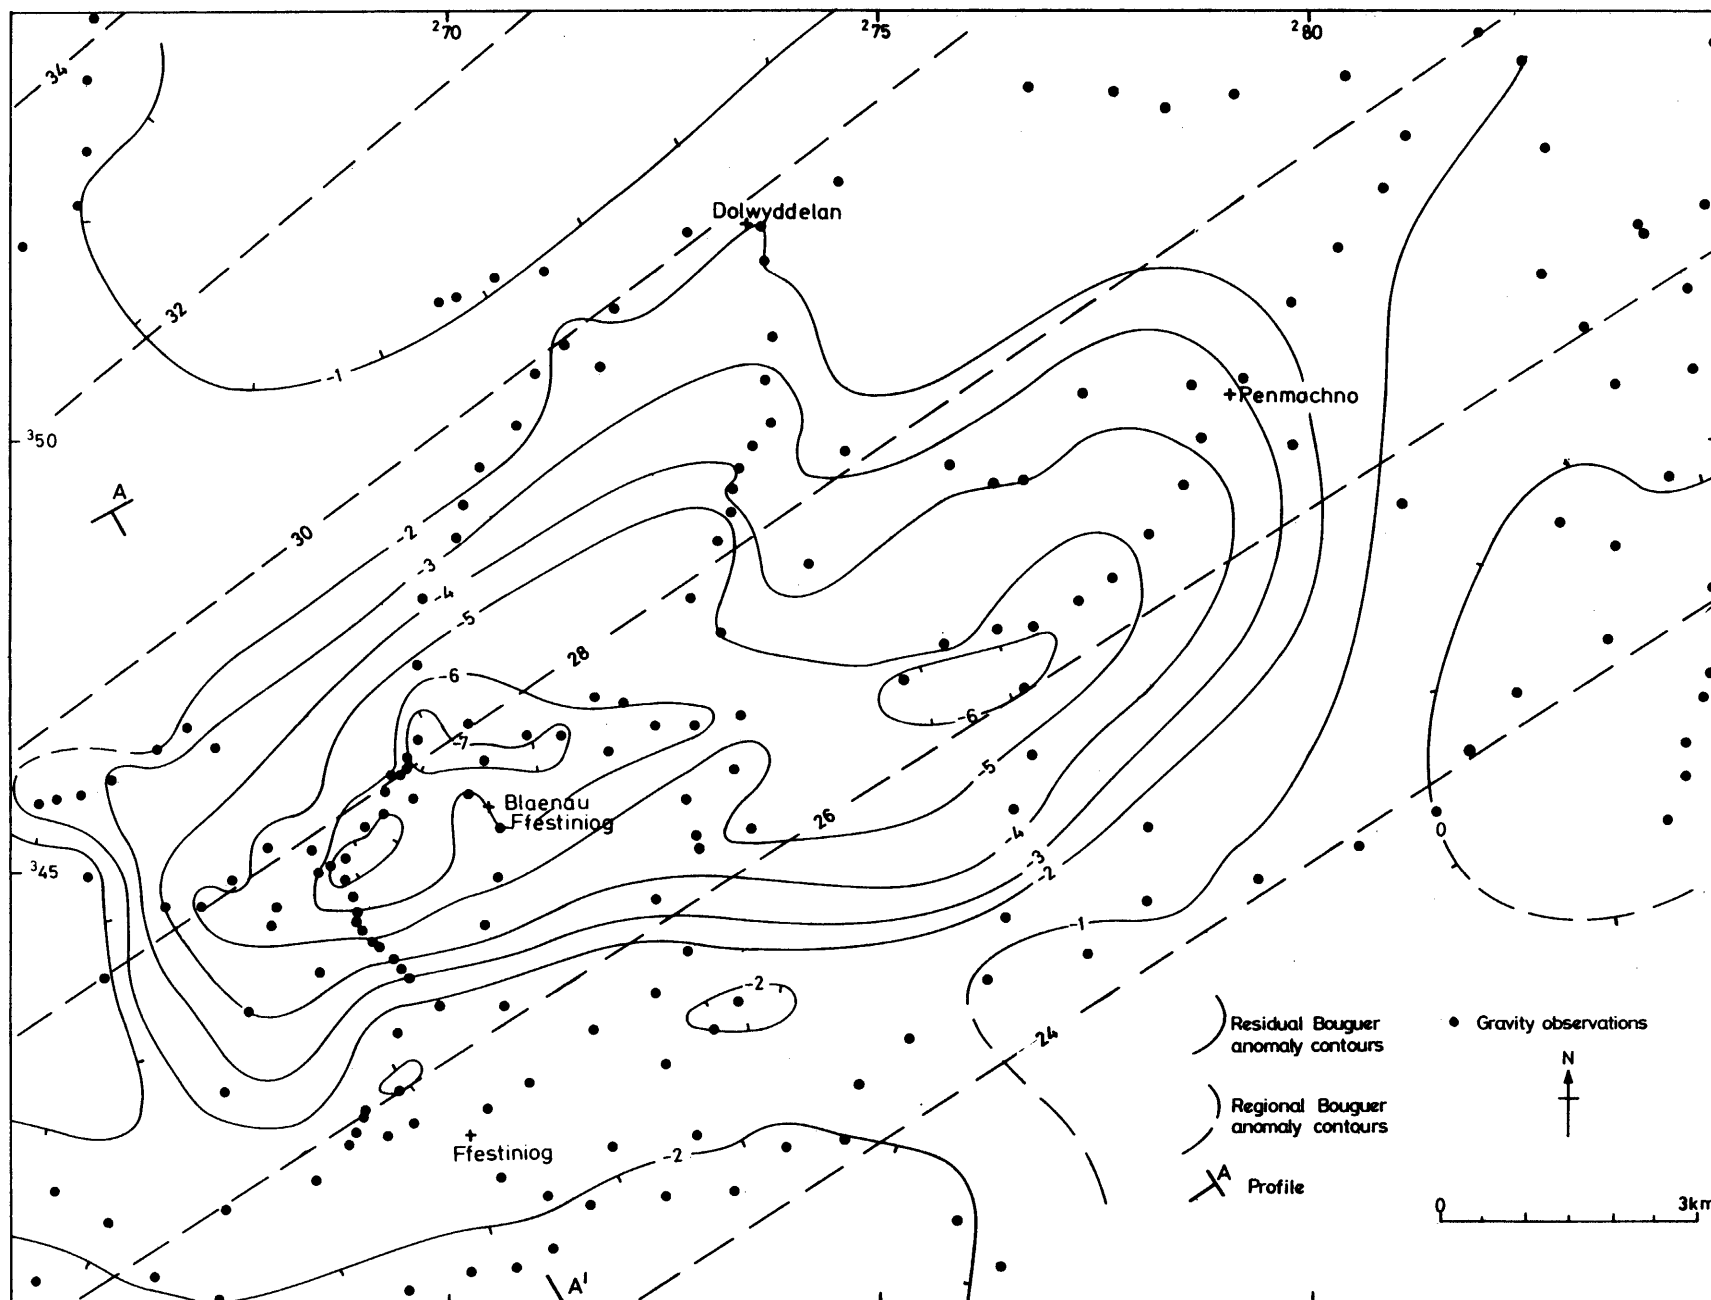 ²70
²75
²80
34
32
Dolwyddelan
-1
+Penmachno
³50
A
30
-2
-3
-4
-5
28
-6
-6
-7
-5
Blaenau
Ffestiniog
26
-4
-3
-2
0
³45
-1
-2
24
Residual Bouguer
anomaly contours
Gravity observations
N
Regional Bouguer
anomaly contours
Ffestiniog
-2
A
Profile
0
3km
A'